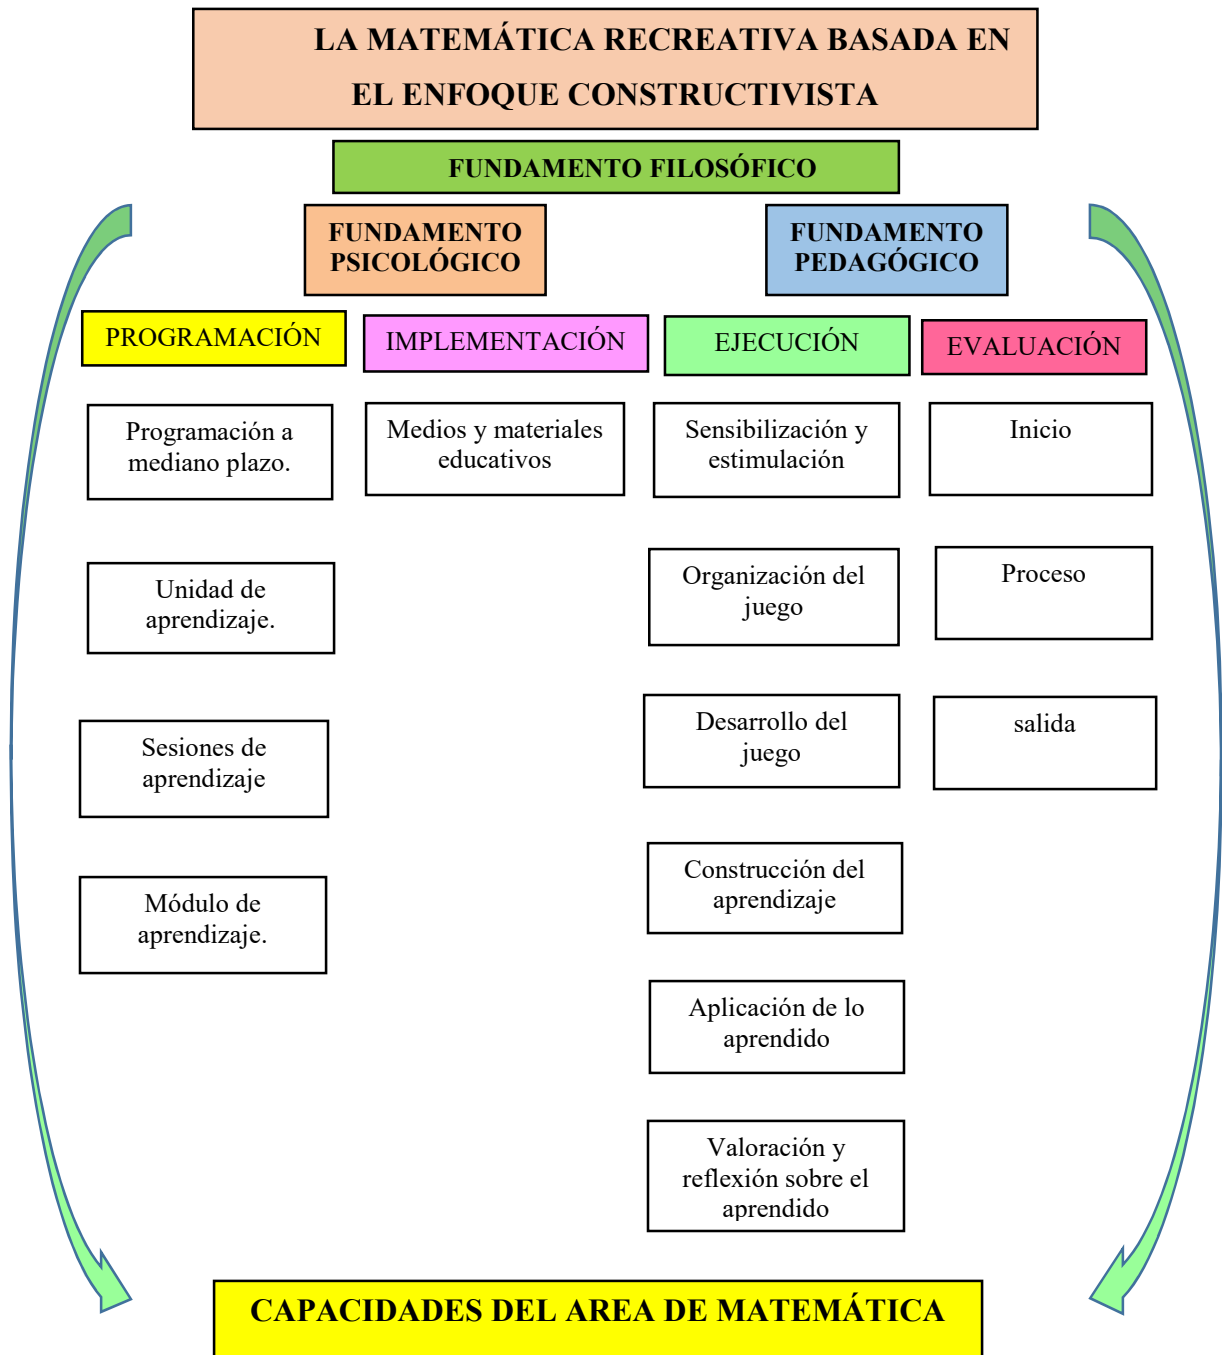 LA MATEMÁTICA RECREATIVA BASADA EN
EL ENFOQUE CONSTRUCTIVISTA
FUNDAMENTO FILOSÓFICO
FUNDAMENTO
PSICOLÓGICO
FUNDAMENTO
PEDAGÓGICO
PROGRAMACIÓN
IMPLEMENTACIÓN
EJECUCIÓN
EVALUACIÓN
Programación a
mediano plazo.
Unidad de
aprendizaje.
Sesiones de
aprendizaje
Módulo de
aprendizaje.
Medios y materiales
educativos
Sensibilización y
estimulación
Organización del
juego
Desarrollo del
juego
Construcción del
aprendizaje
Aplicación de lo
aprendido
Valoración y
reflexión sobre el
aprendido
Inicio
Proceso
salida
CAPACIDADES DEL AREA DE MATEMÁTICA